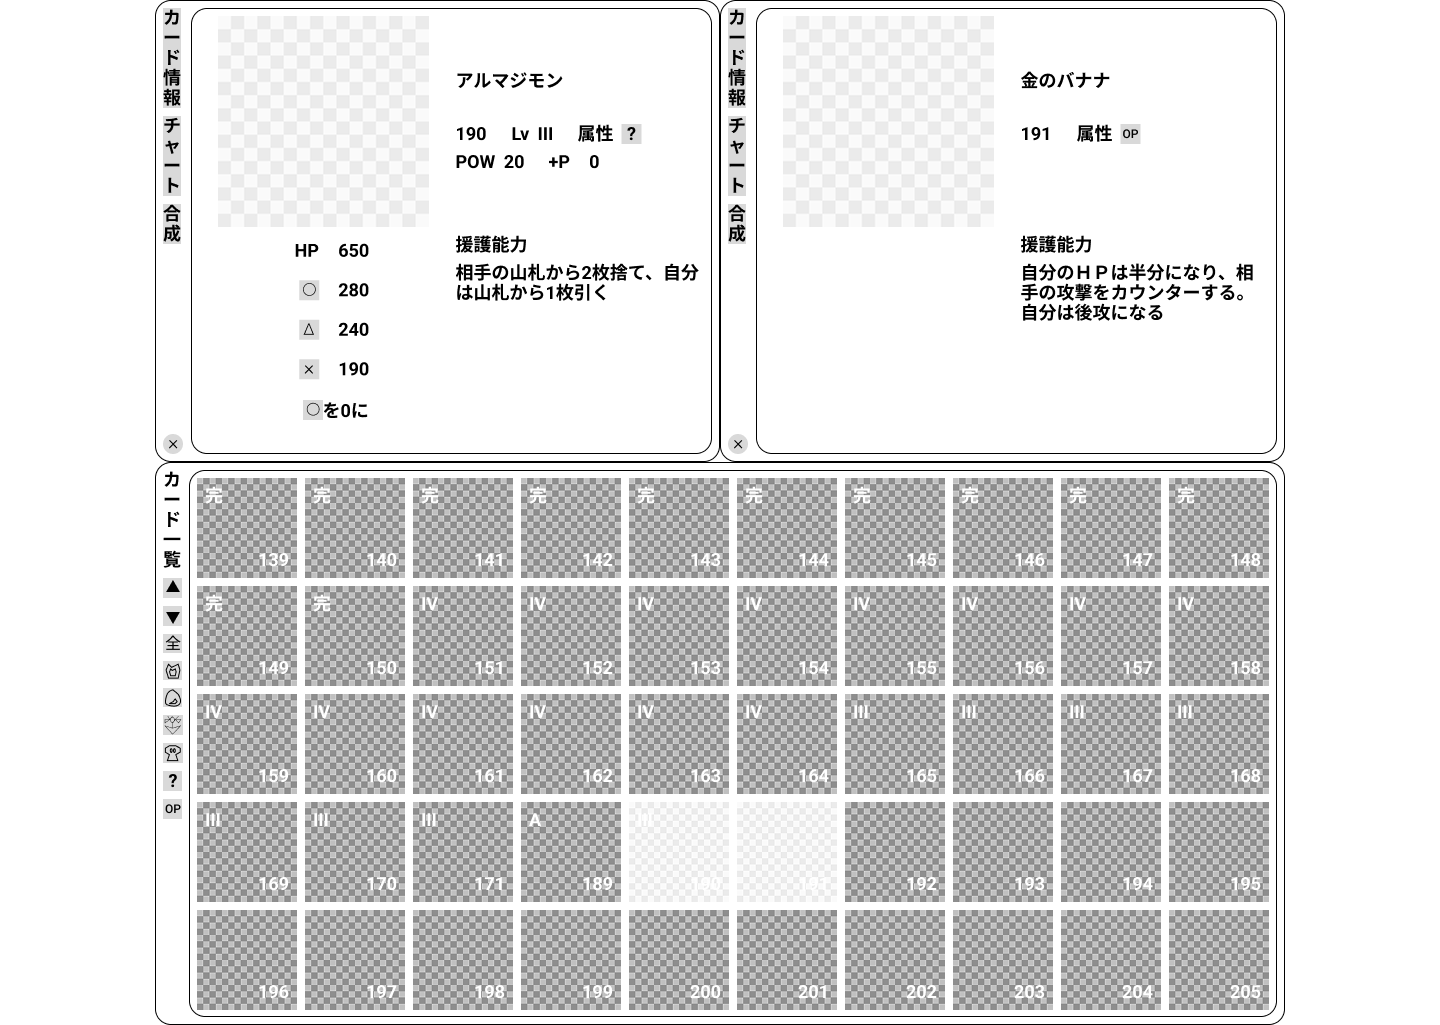 カード情報
チャート
合成
×
アルマジモン
190 Lv III 属性 ?
POW 20 +P 0
HP 650
○ 280
△ 240
× 190
○を0に
援護能力
相手の山札から2枚捨て、自分
は山札から1枚引く
カード情報
チャート
合成
×
金のバナナ
191 属性 OP
援護能力
自分のＨＰは半分になり、相
手の攻撃をカウンターする。
自分は後攻になる
カード一覧
▲
▼
全
?
OP
完 完 完 完 完 完 完 完 完 完
139 140 141 142 143 144 145 146 147 148
完 完 IV IV IV IV IV IV IV IV
149 150 151 152 153 154 155 156 157 158
IV IV IV IV IV IV III III III III
159 160 161 162 163 164 165 166 167 168
III III III A III
169 170 171 189 190 191 192 193 194 195
196 197 198 199 200 201 202 203 204 205